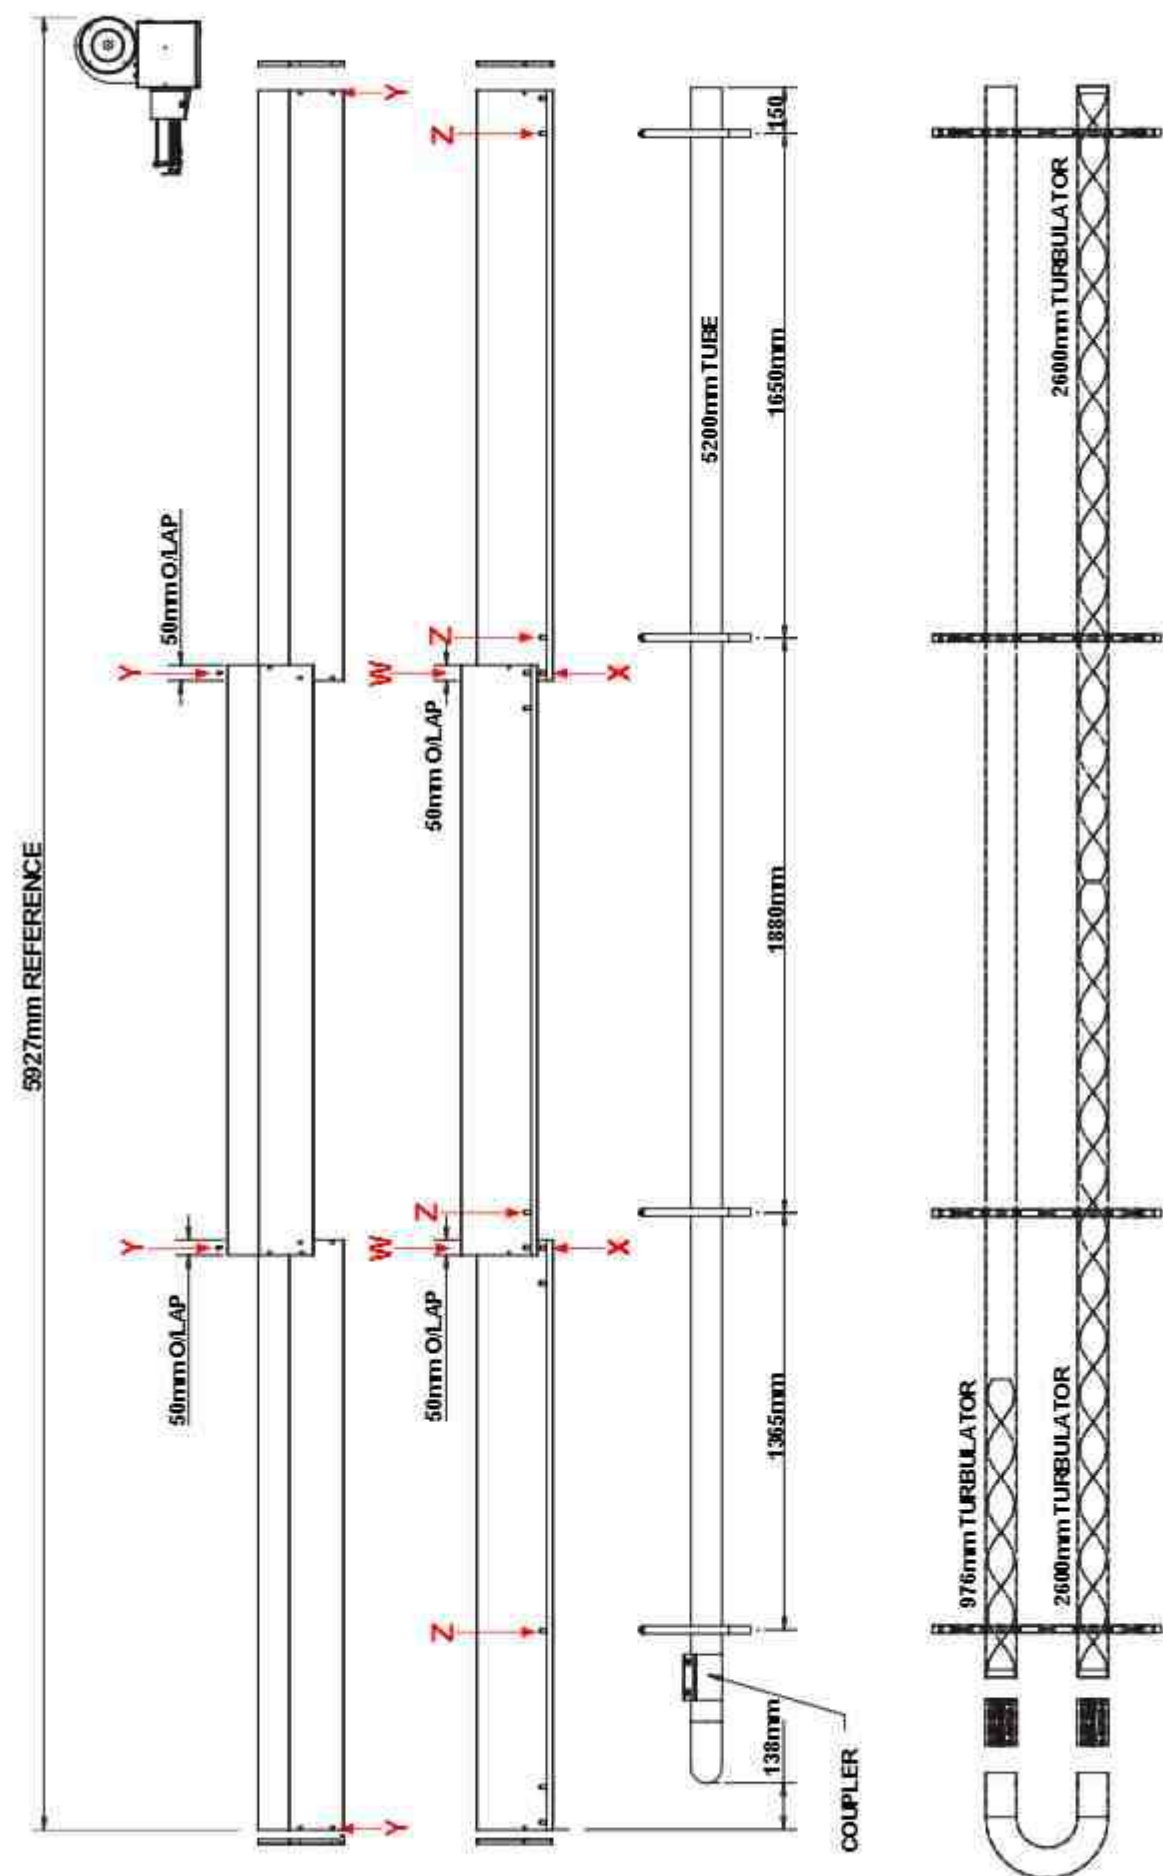 5927mm REFERENCE
50mm O/LAP
Y
Y
50mm O/LAP
Y
Y
Z
Z
W
X
50mm O/LAP
Z
W
X
50mm O/LAP
Z
150
5200mm TUBE
1650mm
1880mm
1365mm
138mm
COUPLER
2600mm TURBULATOR
976mm TURBULATOR
2600mm TURBULATOR